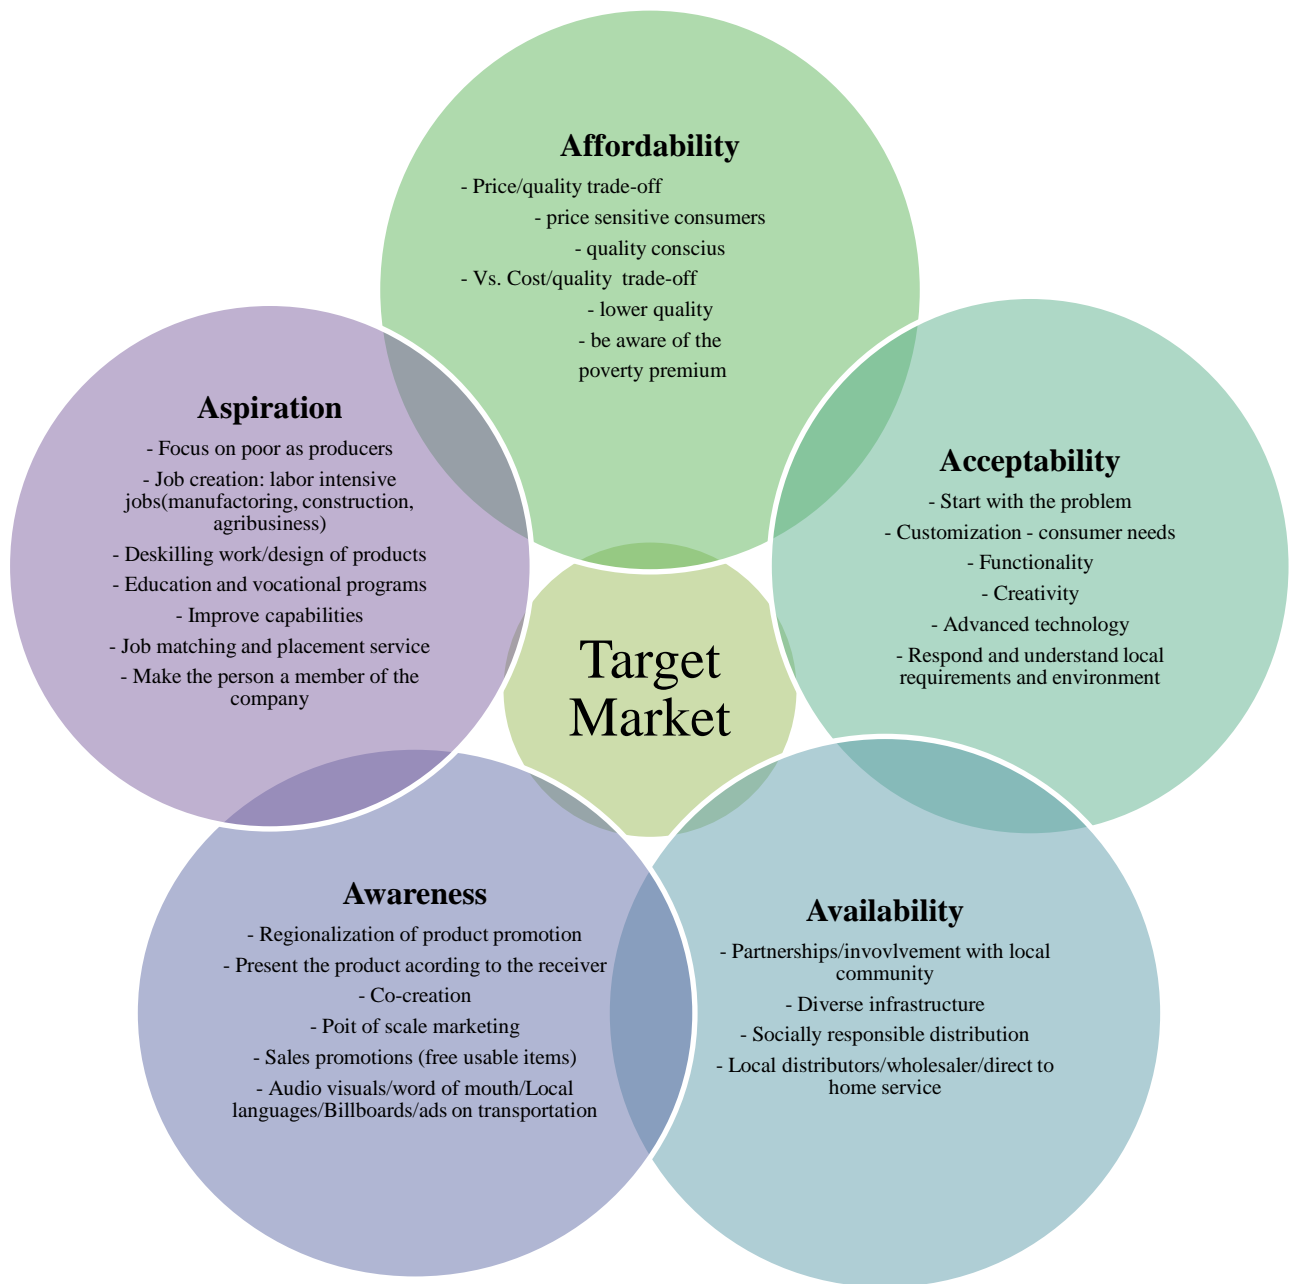 Affordability
- Price/quality trade-off
- price sensitive consumers
- quality conscius
- Vs. Cost/quality trade-off
- lower quality
- be aware of the
poverty premium
Acceptability
- Start with the problem
- Customization - consumer needs
- Functionality
- Creativity
- Advanced technology
- Respond and understand local
requirements and environment
Availability
- Partnerships/invovlvement with local
community
- Diverse infrastructure
- Socially responsible distribution
- Local distributors/wholesaler/direct to
home service
Awareness
- Regionalization of product promotion
- Present the product acording to the receiver
- Co-creation
- Poit of scale marketing
- Sales promotions (free usable items)
- Audio visuals/word of mouth/Local
languages/Billboards/ads on transportation
Aspiration
- Focus on poor as producers
- Job creation: labor intensive
jobs(manufactoring, construction,
agribusiness)
- Deskilling work/design of products
- Education and vocational programs
- Improve capabilities
- Job matching and placement service
- Make the person a member of the
company
Target
Market